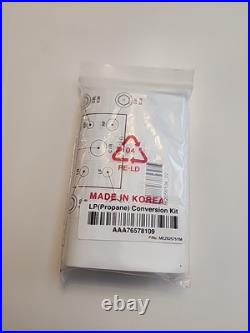 04
PE-LD
MADE IN KOREA
LP(Propane) Conversion Kit
AAA76578109